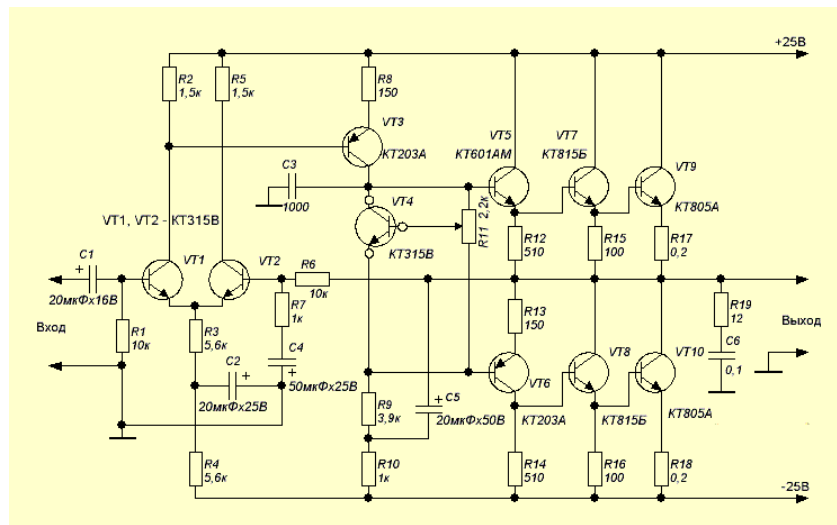 +25В
R2
1,5к
R5
1,5к
R8
150
VT3
КТ203А
VT5
КТ601АМ
VT7
КТ815Б
VT9
КТ805А
C3
1000
VT4
КТ315В
R11 2,2к
VT1, VT2 - КТ315В
R12
510
R15
100
R17
0,2
C1
+
20мкФх16В
VT1
VT2
R6
10к
R7
1к
R13
150
R19
12
Вход
R1
10к
R3
5,6к
C2
+
20мкФх25В
C4
+
50мкФх25В
VT6
КТ203А
VT8
КТ815Б
VT10
КТ805А
C6
0,1
Выход
R9
3,9к
C5
+
20мкФх50В
R4
5,6к
R10
1к
R14
510
R16
100
R18
0,2
-25В